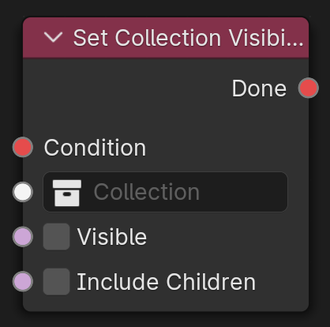 Set Collection Visibi...
Done
Condition
Collection
Visible
Include Children